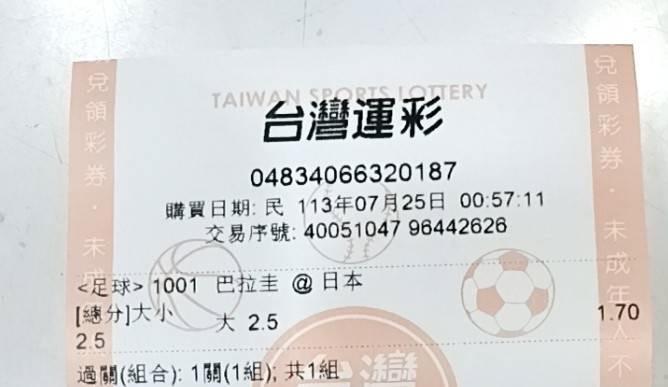 TAIWAN SPORTS LOTTERY
台灣運彩
04834066320187
購買日期: 民 113年07月25日 00:57:11
交易序號: 40051047 96442626
<足球> 1001 巴拉圭 @ 日本
[總分]大小 大 2.5 1.70
2.5
過關(組合): 1關(1組); 共1組
台灣
兌領彩券・未成
兌領彩券・未成年人不